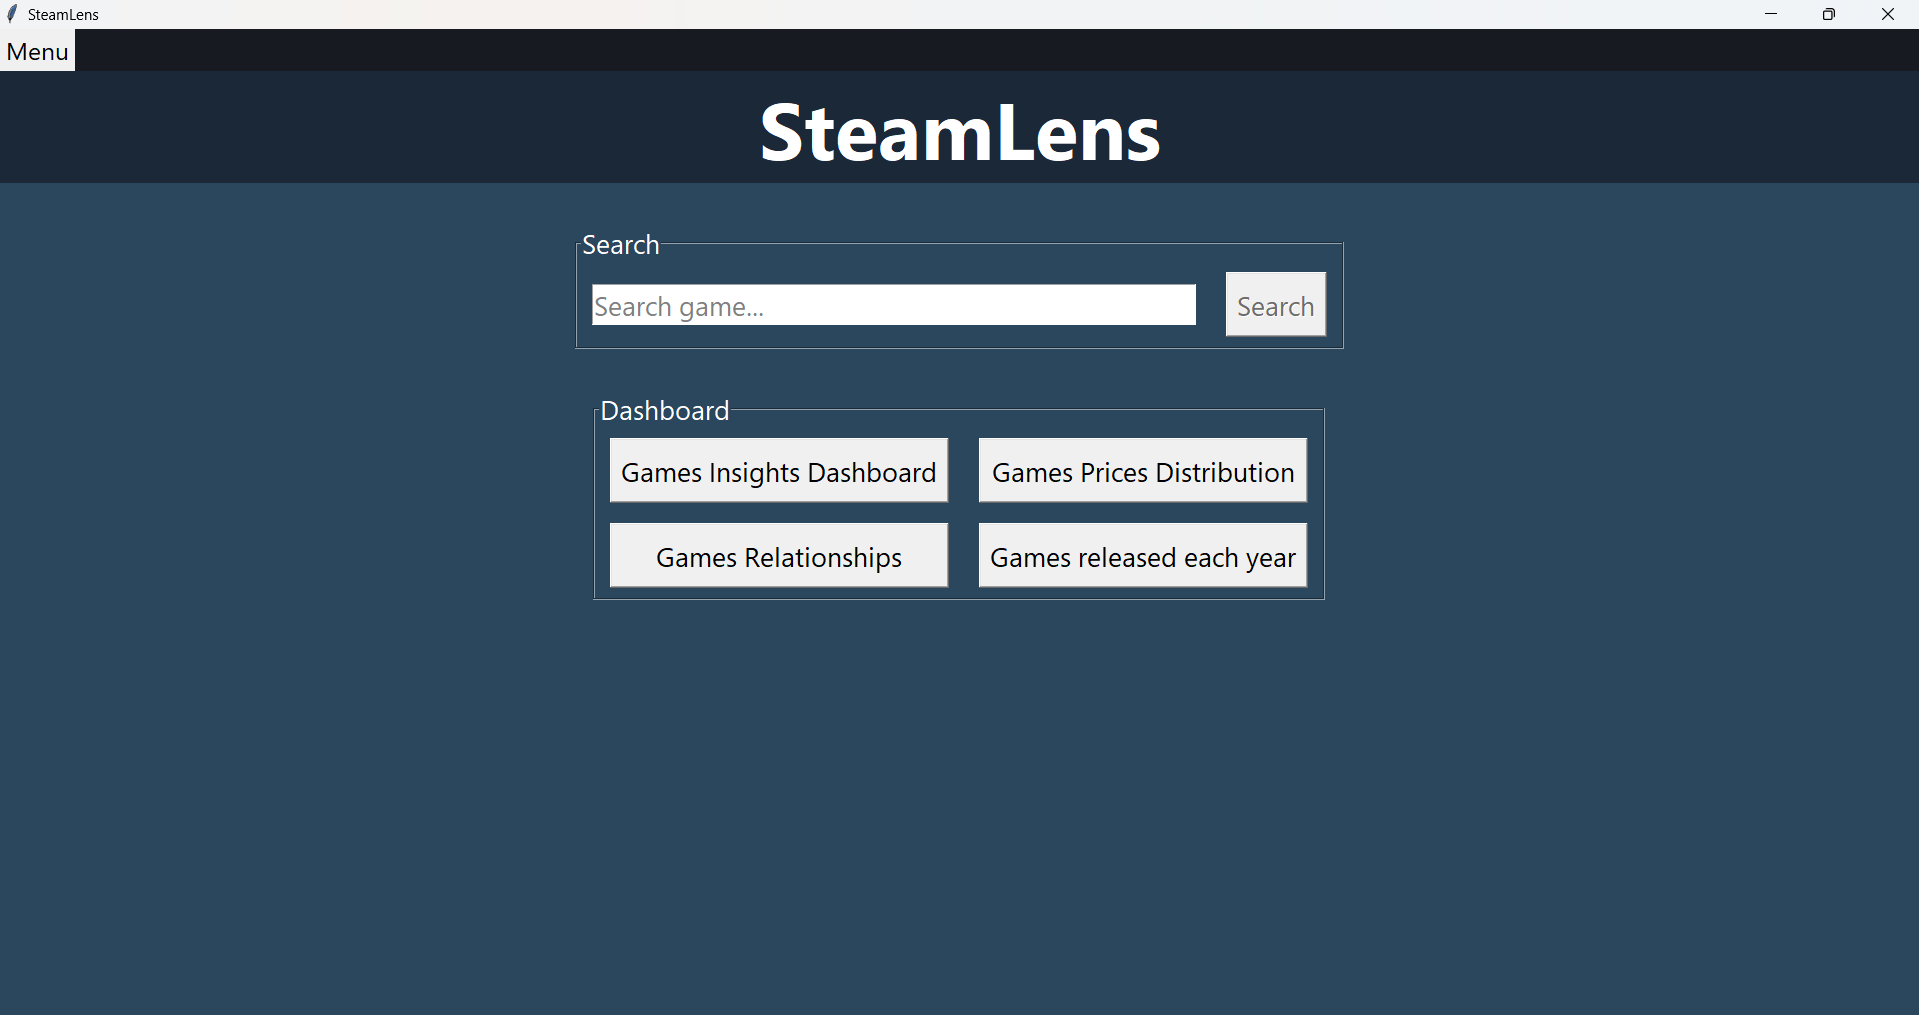 SteamLens
Menu
SteamLens
Search
Search game...
Search
Dashboard
Games Insights Dashboard
Games Prices Distribution
Games Relationships
Games released each year